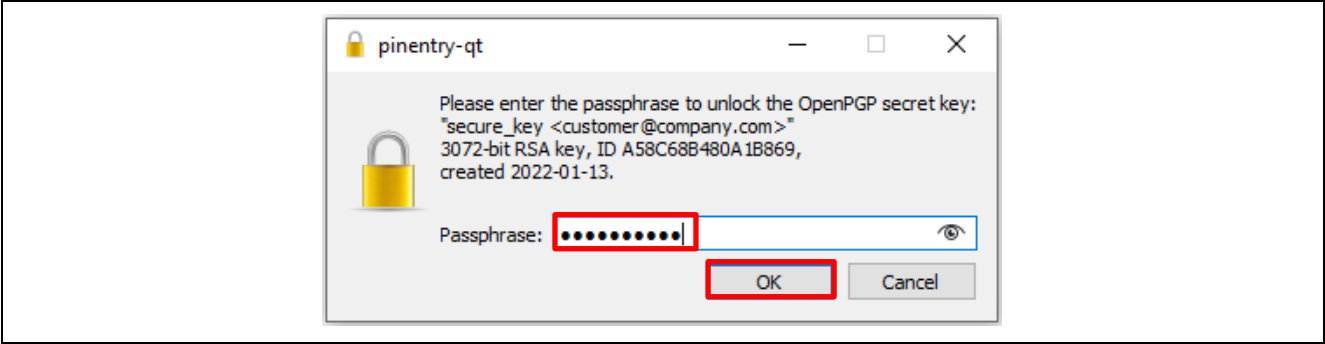 pinentry-qt
Please enter the passphrase to unlock the OpenPGP secret key:
"secure_key <customer@company.com>"
3072-bit RSA key, ID A58C68B480A1B869,
created 2022-01-13.
Passphrase: ●●●●●●●●●●
OK Cancel